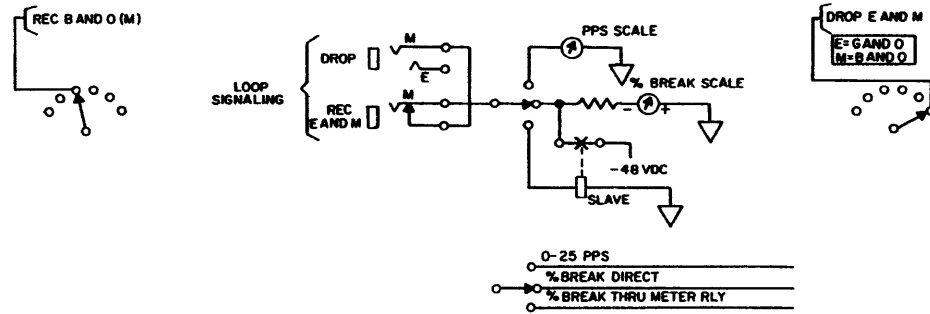 REC B AND O (M)
DROP E AND M
E=G AND O
M=B AND O
LOOP
SIGNALING
DROP
M
E
M
REC
E AND M
PPS SCALE
% BREAK SCALE
- +
-48 VDC
SLAVE
0-25 PPS
% BREAK DIRECT
% BREAK THRU METER RLY